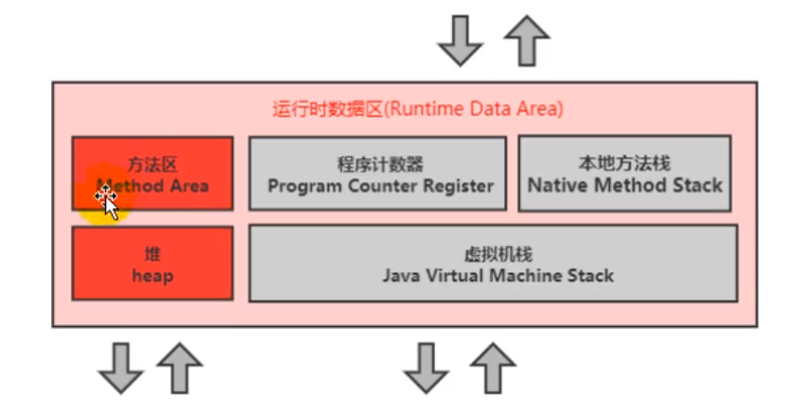 运行时数据区(Runtime Data Area)
方法区
Method Area
程序计数器
Program Counter Register
本地方法栈
Native Method Stack
堆
heap
虚拟机栈
Java Virtual Machine Stack